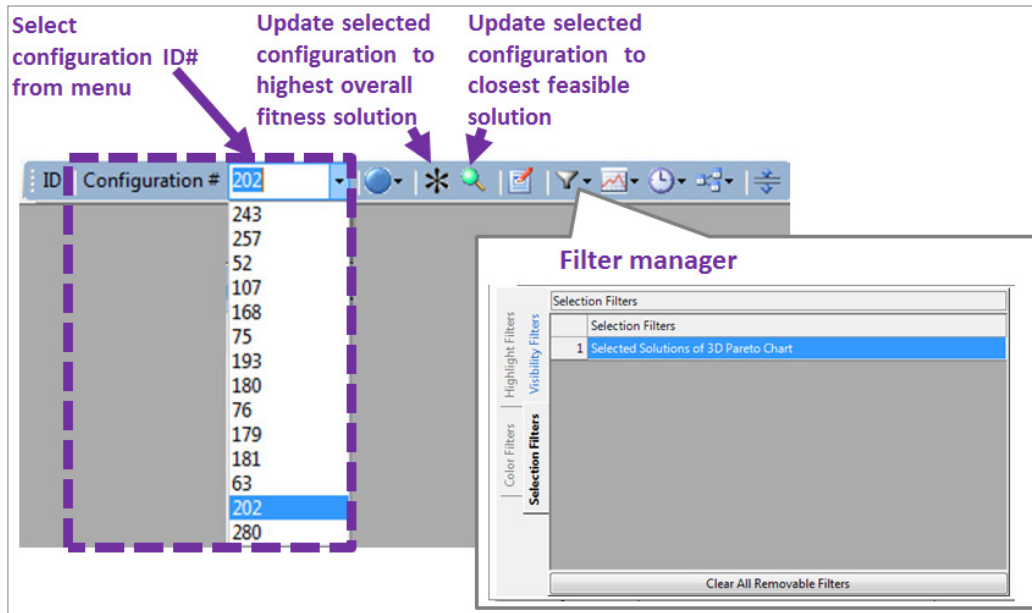 Select
configuration ID#
from menu
Update selected
configuration to
highest overall
fitness solution
Update selected
configuration to
closest feasible
solution
ID
Configuration #
202
243
257
52
107
168
75
193
180
76
179
181
63
202
280
Filter manager
Selection Filters
Selection Filters
1 Selected Solutions of 3D Pareto Chart
Highlight Filters
Visibility Filters
Color Filters
Selection Filters
Clear All Removable Filters